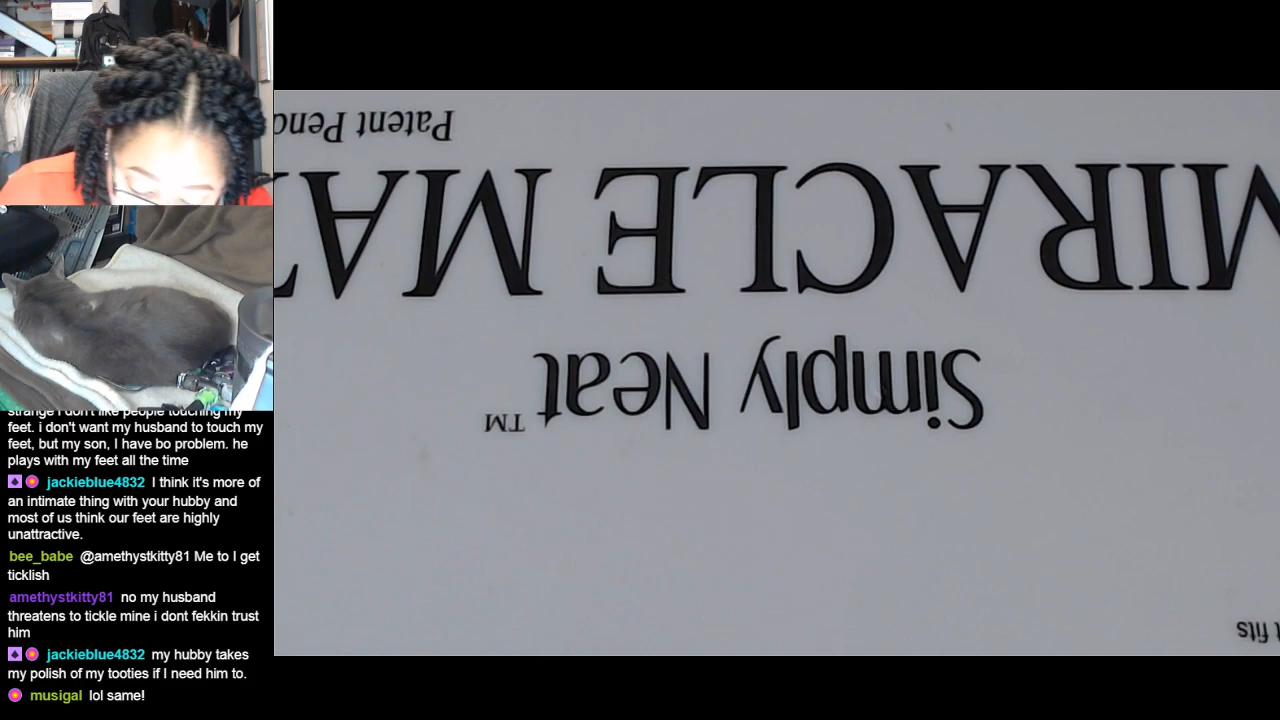 strange i don't like people touching my
feet. i don't want my husband to touch my
feet, but my son, I have bo problem. he
plays with my feet all the time
jackieblue4832 I think it's more of
an intimate thing with your hubby and
most of us think our feet are highly
unattractive.
bee_babe @amethystkitty81 Me to I get
ticklish
amethystkitty81 no my husband
threatens to tickle mine i dont fekkin trust
him
jackieblue4832 my hubby takes
my polish of my tooties if I need him to.
musigal lol same!
t fits
Simply Neat™
MIRACLE MA
Patent Pend